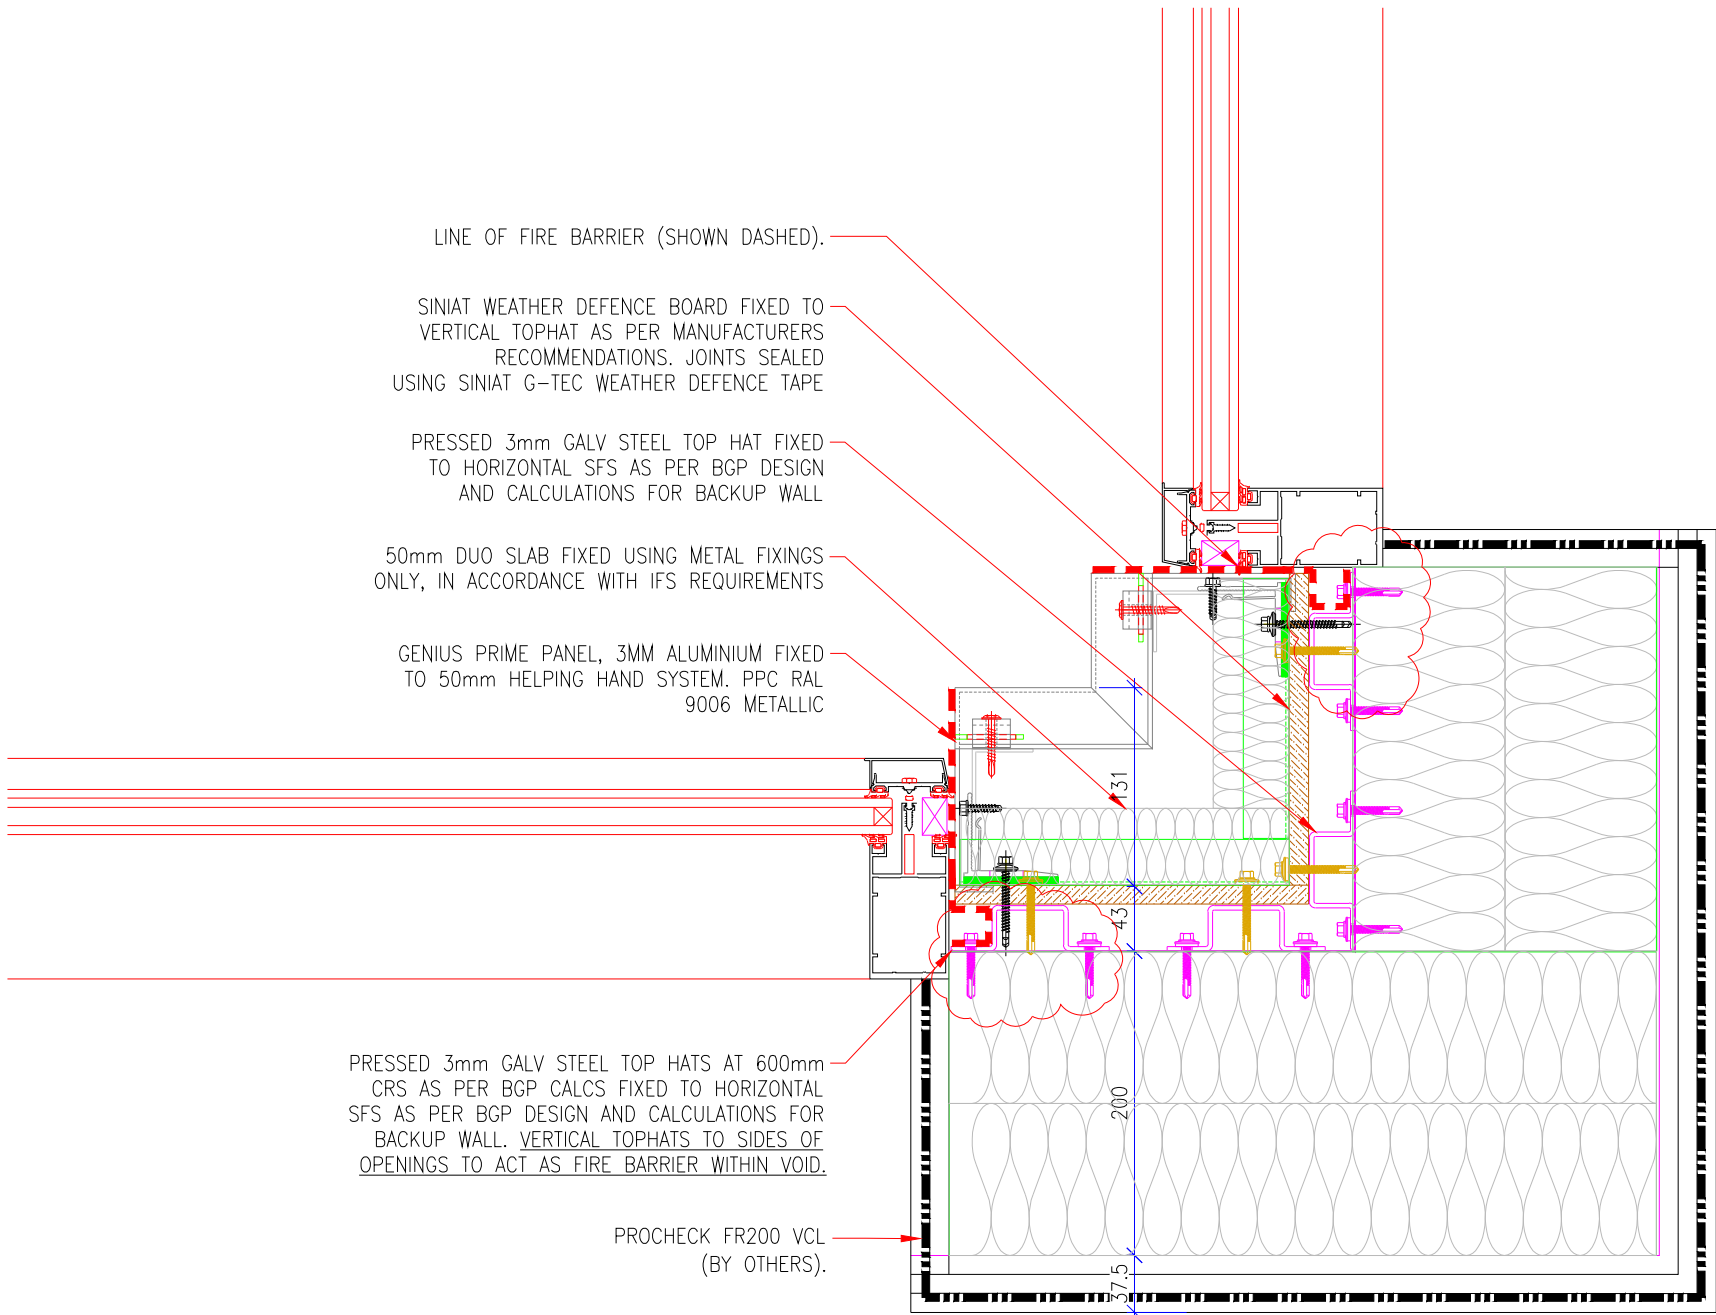 LINE OF FIRE BARRIER (SHOWN DASHED).
SINIAT WEATHER DEFENCE BOARD FIXED TO
VERTICAL TOPHAT AS PER MANUFACTURERS
RECOMMENDATIONS. JOINTS SEALED
USING SINIAT G-TEC WEATHER DEFENCE TAPE
PRESSED 3mm GALV STEEL TOP HAT FIXED
TO HORIZONTAL SFS AS PER BGP DESIGN
AND CALCULATIONS FOR BACKUP WALL
50mm DUO SLAB FIXED USING METAL FIXINGS
ONLY, IN ACCORDANCE WITH IFS REQUIREMENTS
GENIUS PRIME PANEL, 3MM ALUMINIUM FIXED
TO 50mm HELPING HAND SYSTEM. PPC RAL
9006 METALLIC
131
43
200
37.5
PRESSED 3mm GALV STEEL TOP HATS AT 600mm
CRS AS PER BGP CALCS FIXED TO HORIZONTAL
SFS AS PER BGP DESIGN AND CALCULATIONS FOR
BACKUP WALL. VERTICAL TOPHATS TO SIDES OF
OPENINGS TO ACT AS FIRE BARRIER WITHIN VOID.
PROCHECK FR200 VCL
(BY OTHERS).